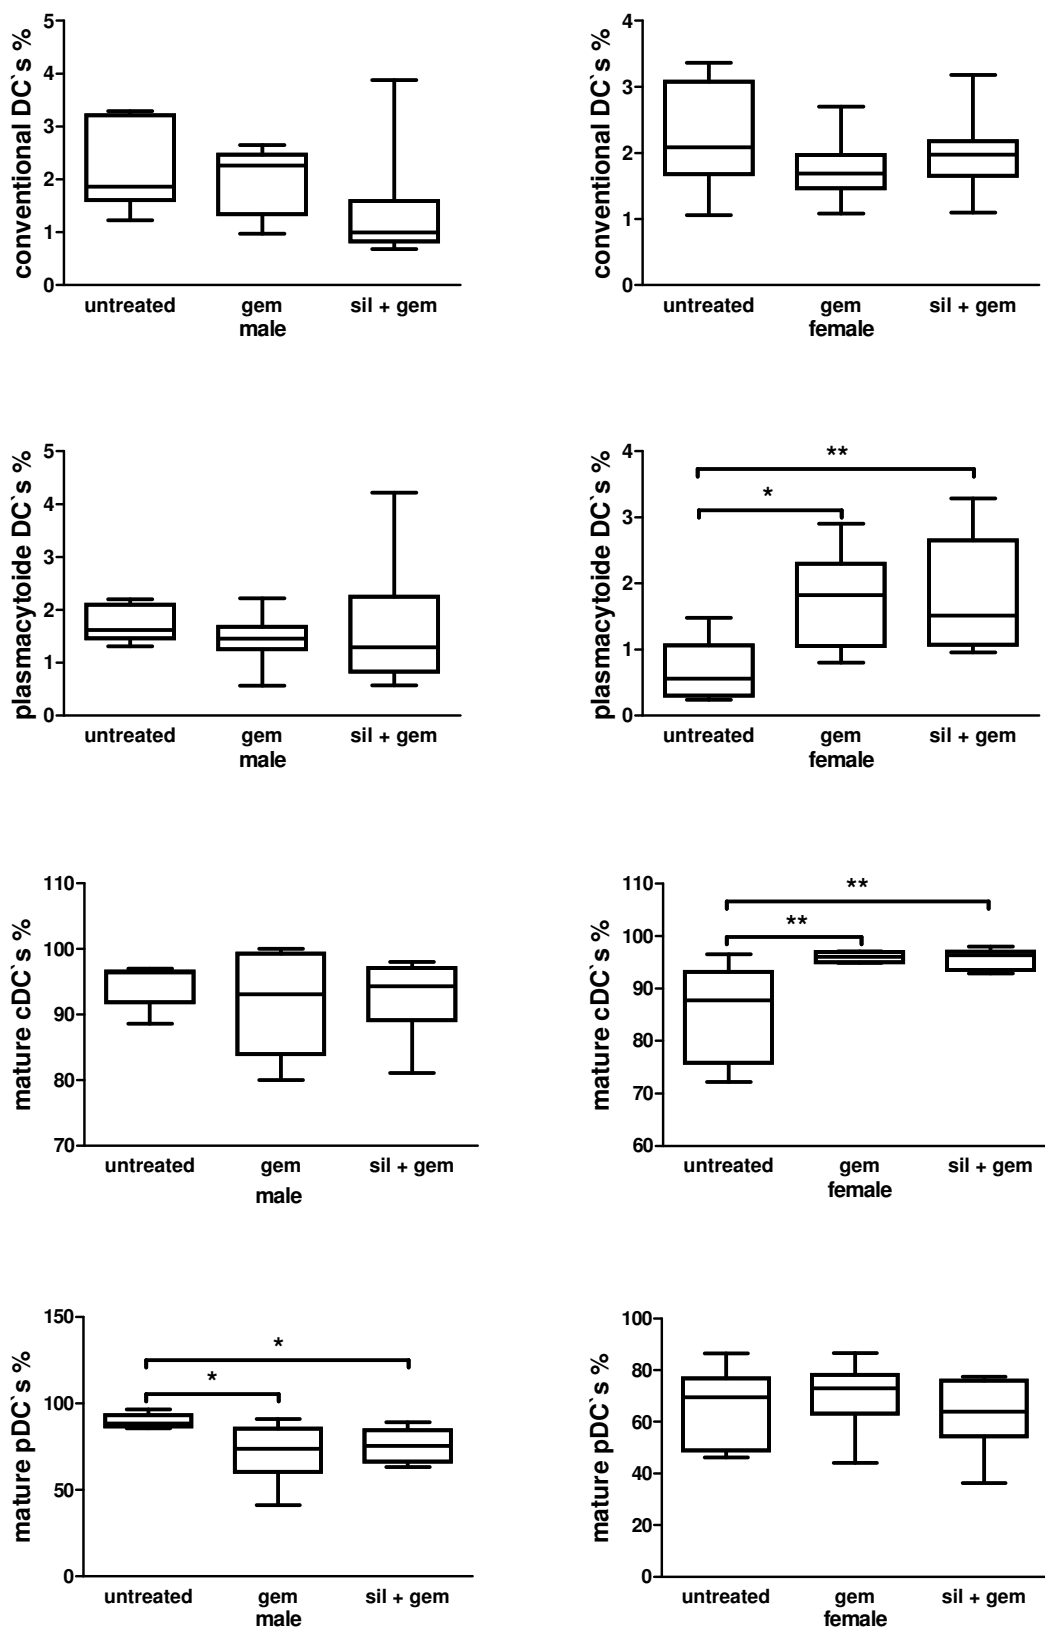 conventional DC`s %
5
4
3
2
1
0
untreated gem sil + gem
male
conventional DC`s %
4
3
2
1
0
untreated gem sil + gem
female
plasmacytoide DC`s %
5
4
3
2
1
0
untreated gem sil + gem
male
plasmacytoide DC`s %
4
3
2
1
0
**
*
untreated gem sil + gem
female
mature cDC`s %
110
100
90
80
70
untreated gem sil + gem
male
mature cDC`s %
110
100
90
80
70
60
**
**
untreated gem sil + gem
female
mature pDC`s %
150
100
50
0
*
*
untreated gem sil + gem
male
mature pDC`s %
100
80
60
40
20
0
untreated gem sil + gem
female